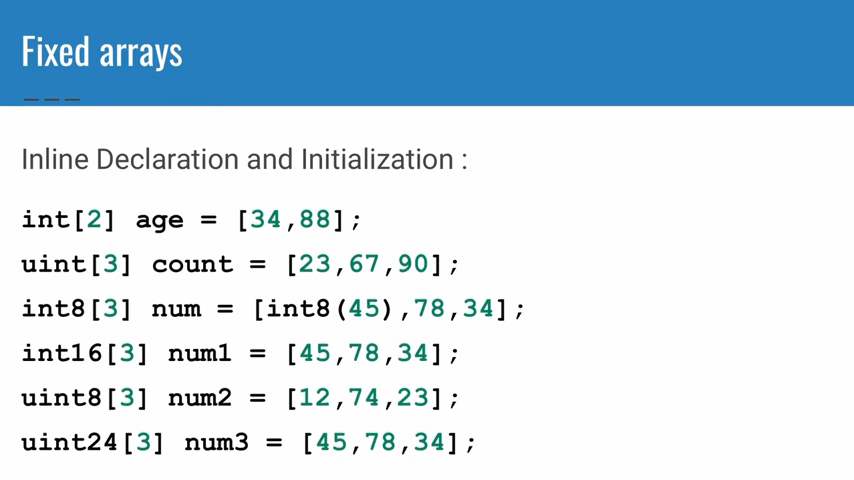 Fixed arrays
Inline Declaration and Initialization :
int[2] age = [34,88];
uint[3] count = [23,67,90];
int8[3] num = [int8(45),78,34];
int16[3] num1 = [45,78,34];
uint8[3] num2 = [12,74,23];
uint24[3] num3 = [45,78,34];